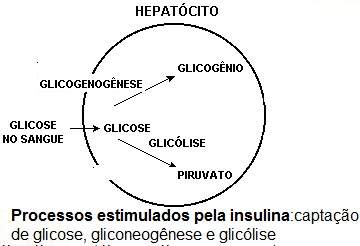 HEPATÓCITO
GLICOGÊNIO
GLICOGENOGÊNESE
GLICOSE
NO SANGUE
GLICOSE
GLICÓLISE
PIRUVATO
Processos estimulados pela insulina:captação
de glicose, gliconeogênese e glicólise